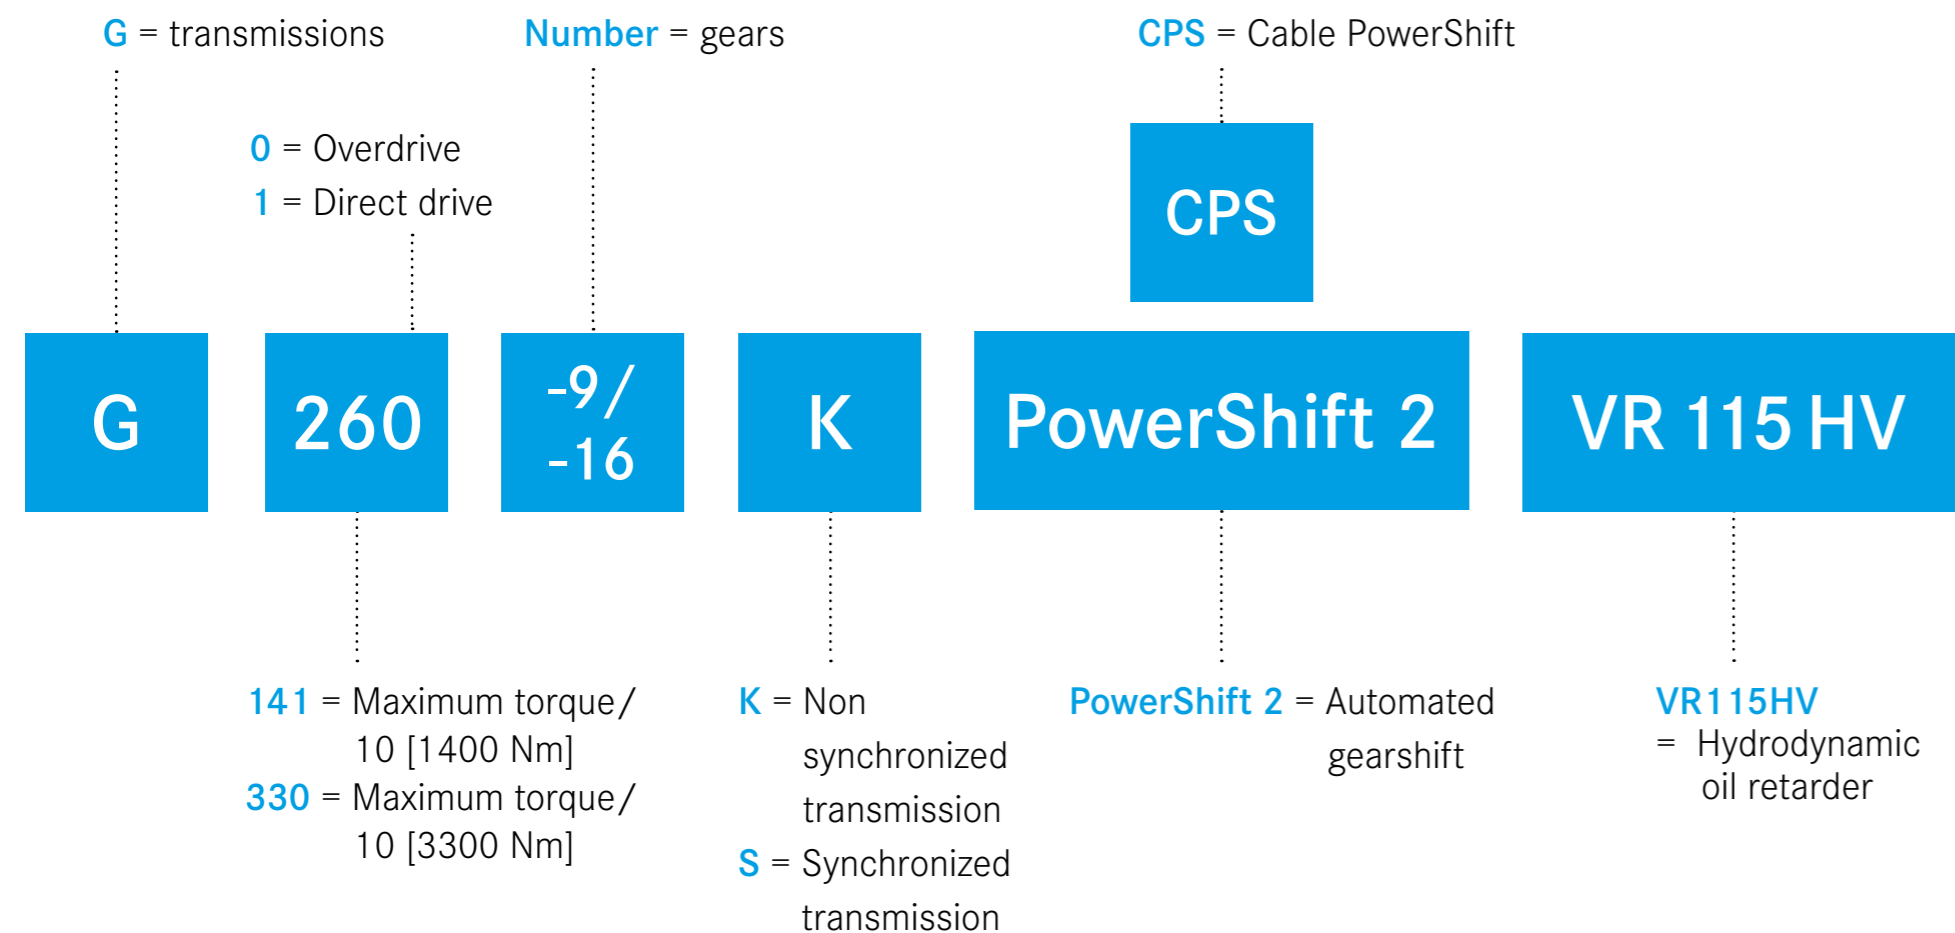 G = transmissions
Number = gears
CPS = Cable PowerShift
0 = Overdrive
1 = Direct drive
CPS
G
260
-9/
-16
K
PowerShift 2
VR 115 HV
141 = Maximum torque/
10 [1400 Nm]
330 = Maximum torque/
10 [3300 Nm]
K = Non
synchronized
transmission
S = Synchronized
transmission
PowerShift 2 = Automated
gearshift
VR115HV
= Hydrodynamic
oil retarder